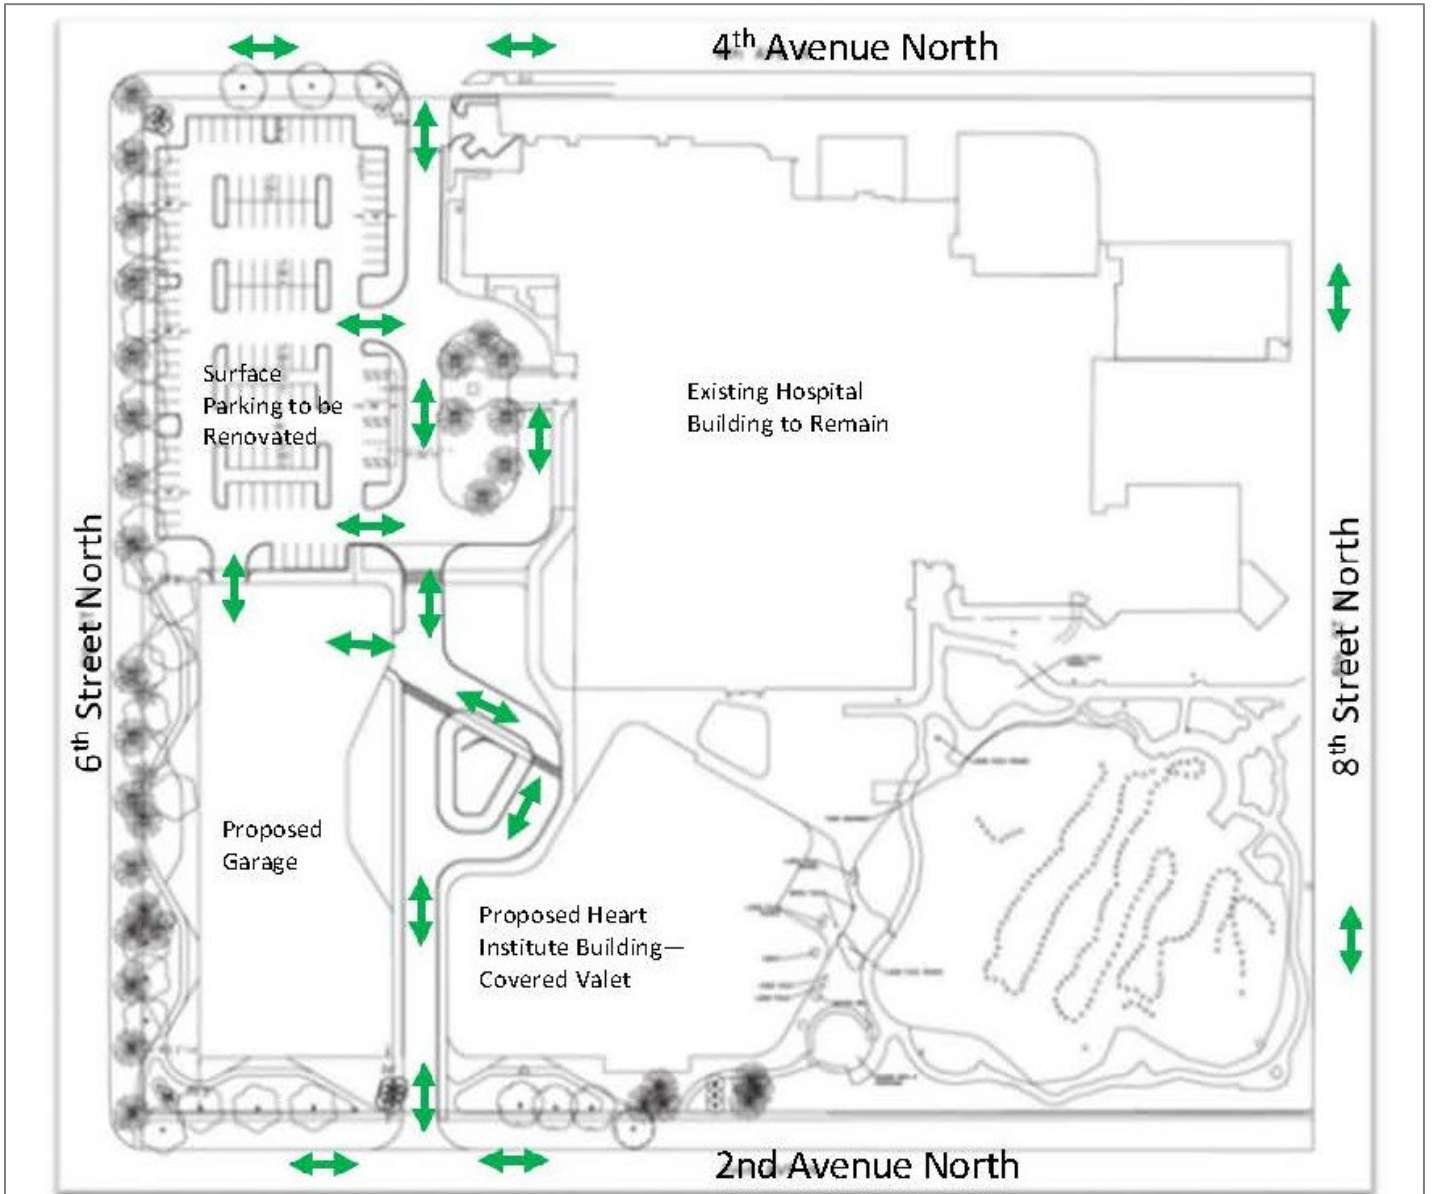 4th Avenue North
Surface
Parking to be
Renovated
Existing Hospital
Building to Remain
6th Street North
8th Street North
Proposed
Garage
Proposed Heart
Institute Building—
Covered Valet
2nd Avenue North